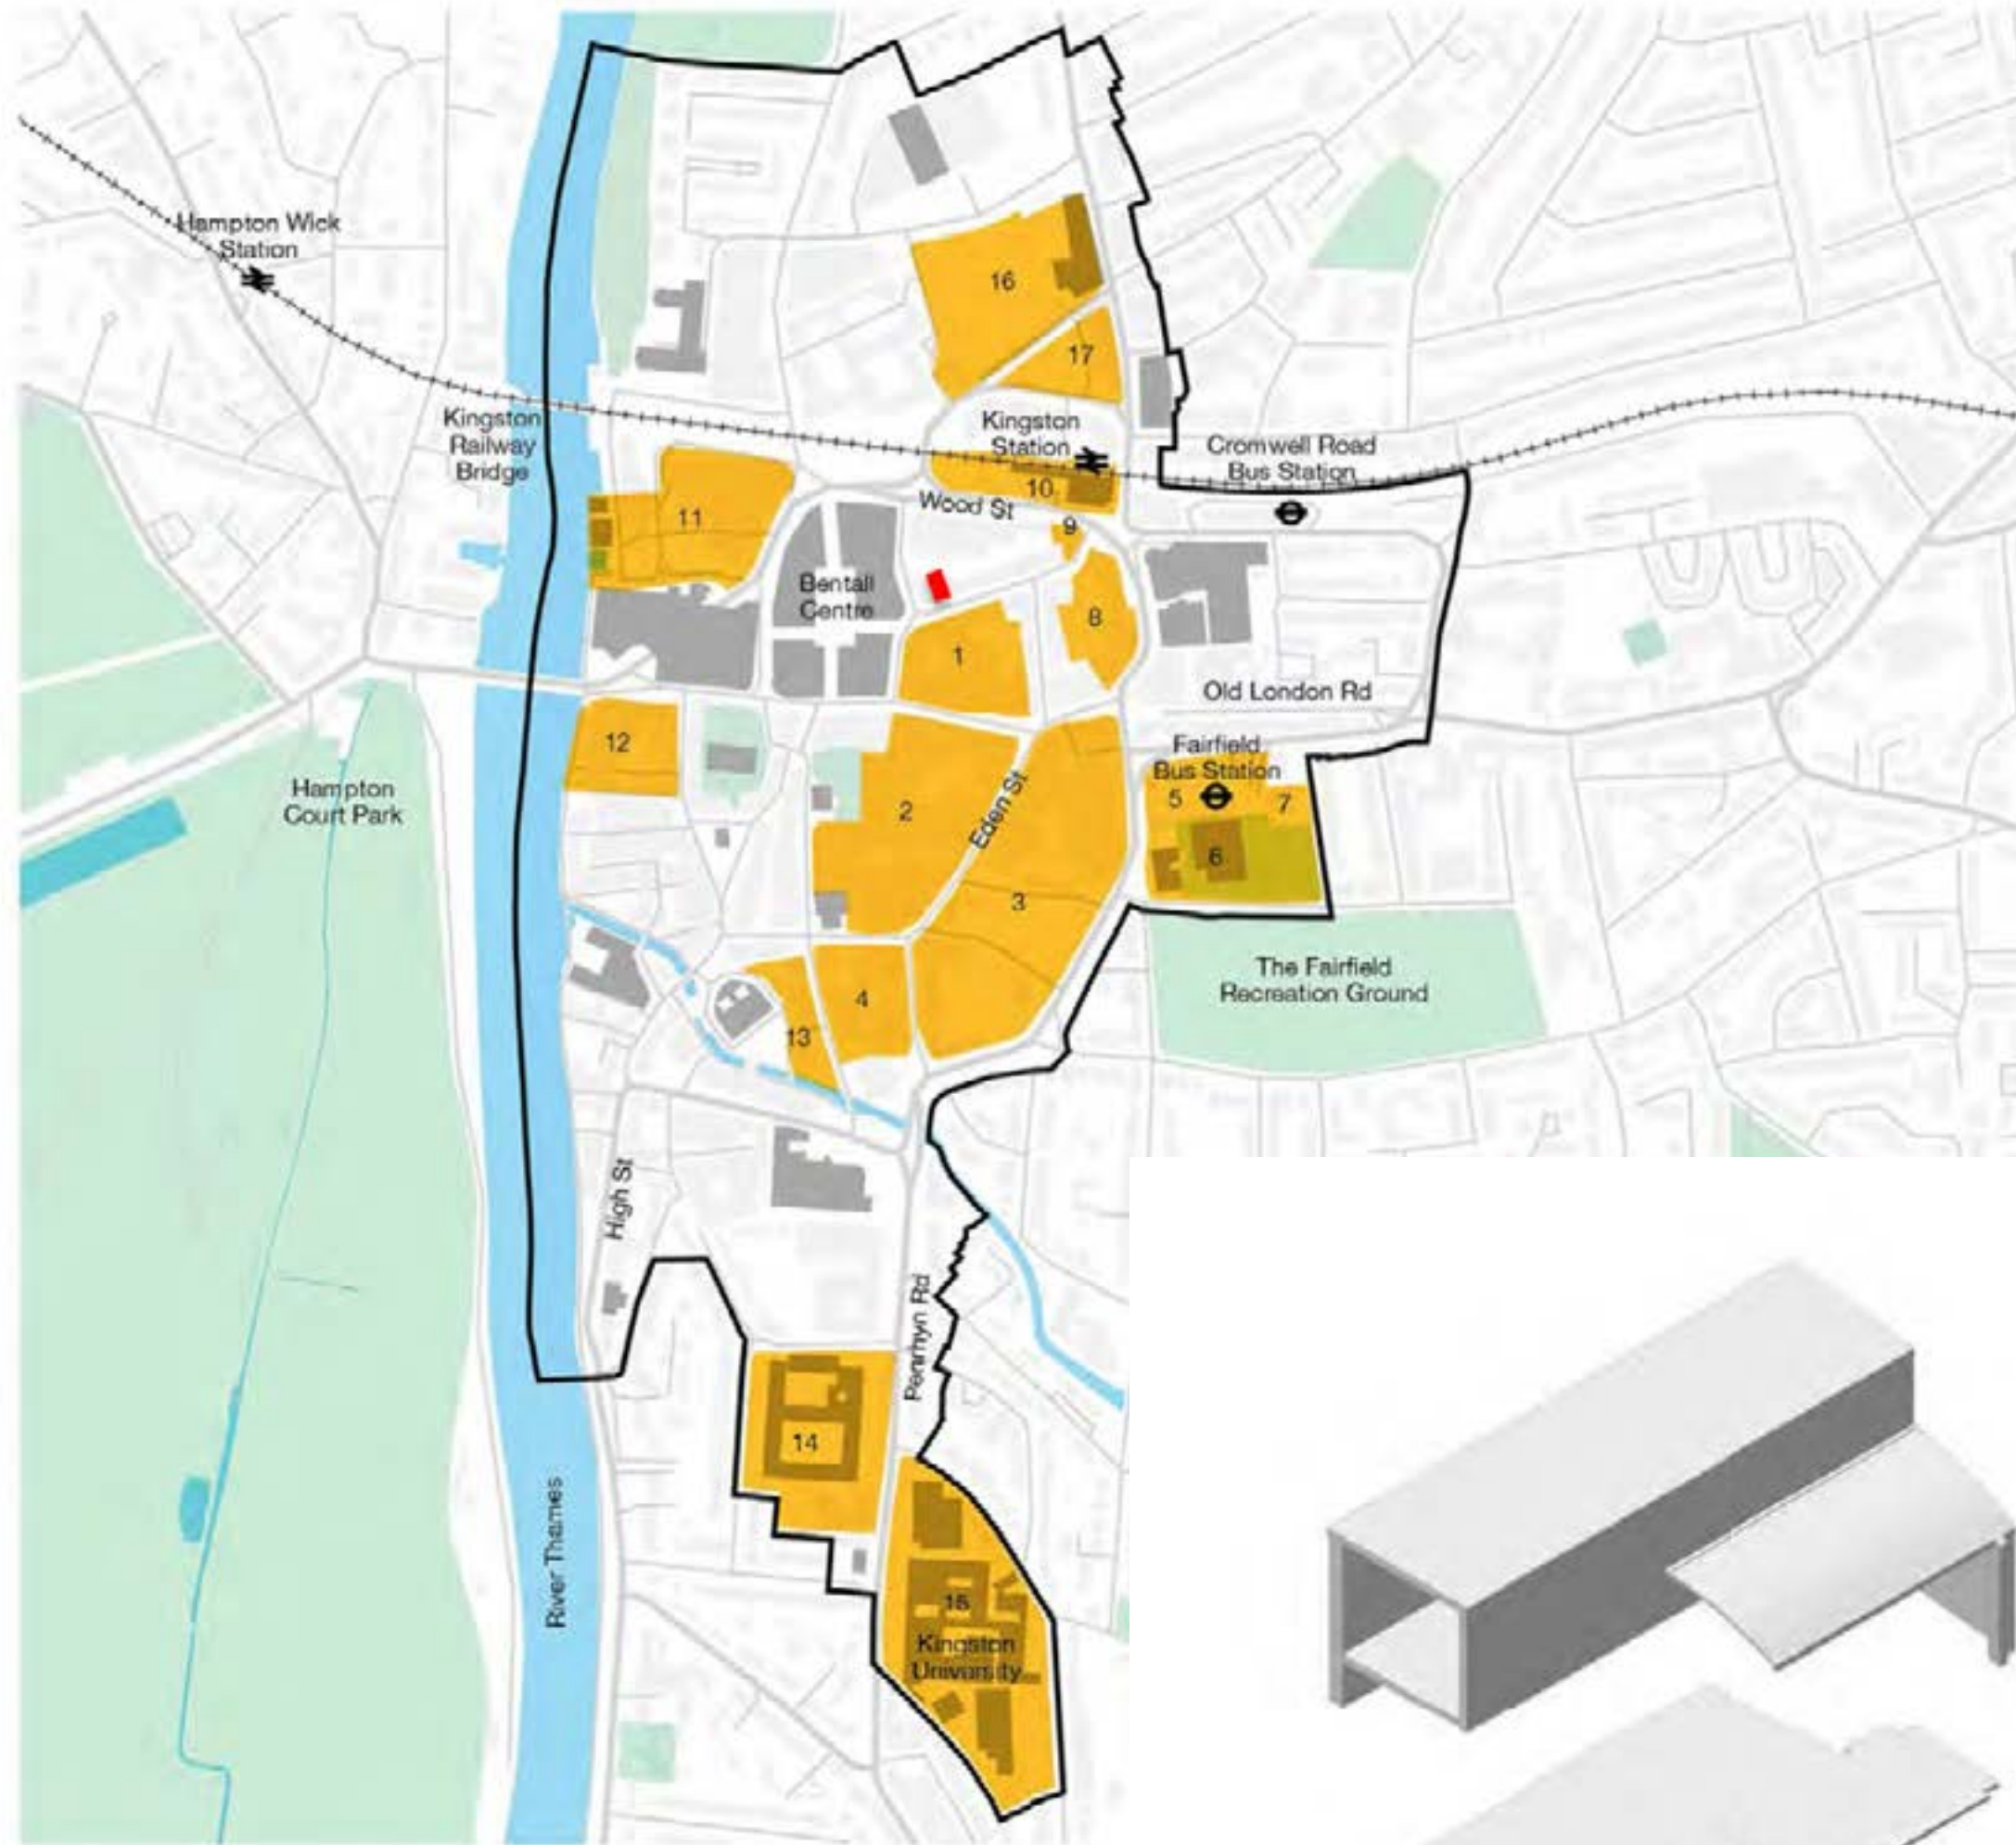 Hampton Wick
Station
16
17
Kingston
Railway
Bridge
Kingston
Station
Cromwell Road
Bus Station
10
Wood St
11
9
Bentall
Centre
8
1
Old London Rd
12
Fairfield
Bus Station
5
7
Hampton
Court Park
2
Eden St
6
3
The Fairfield
Recreation Ground
4
13
High St
Penrhyn Rd
14
River Thames
15
Kingston
University